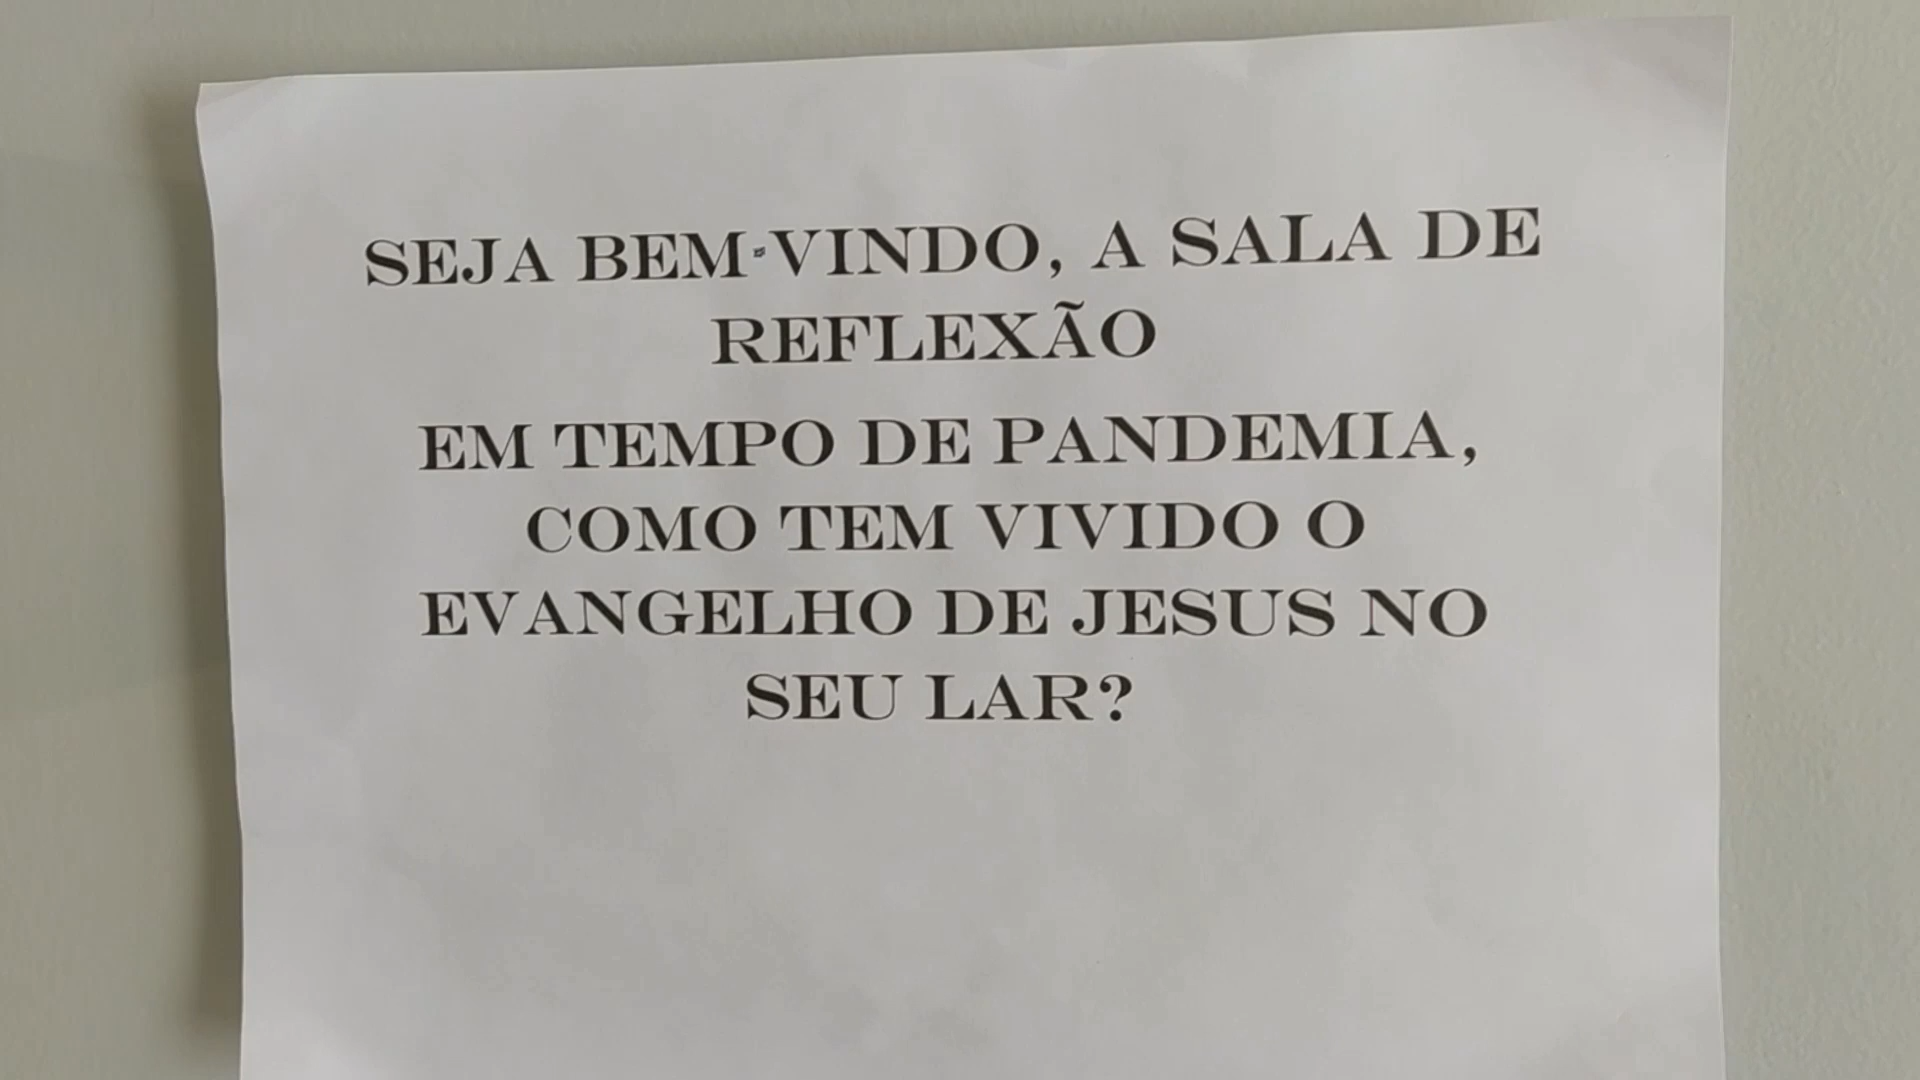 SEJA BEM-VINDO, A SALA DE
REFLEXÃO
EM TEMPO DE PANDEMIA,
COMO TEM VIVIDO O
EVANGELHO DE JESUS NO
SEU LAR?